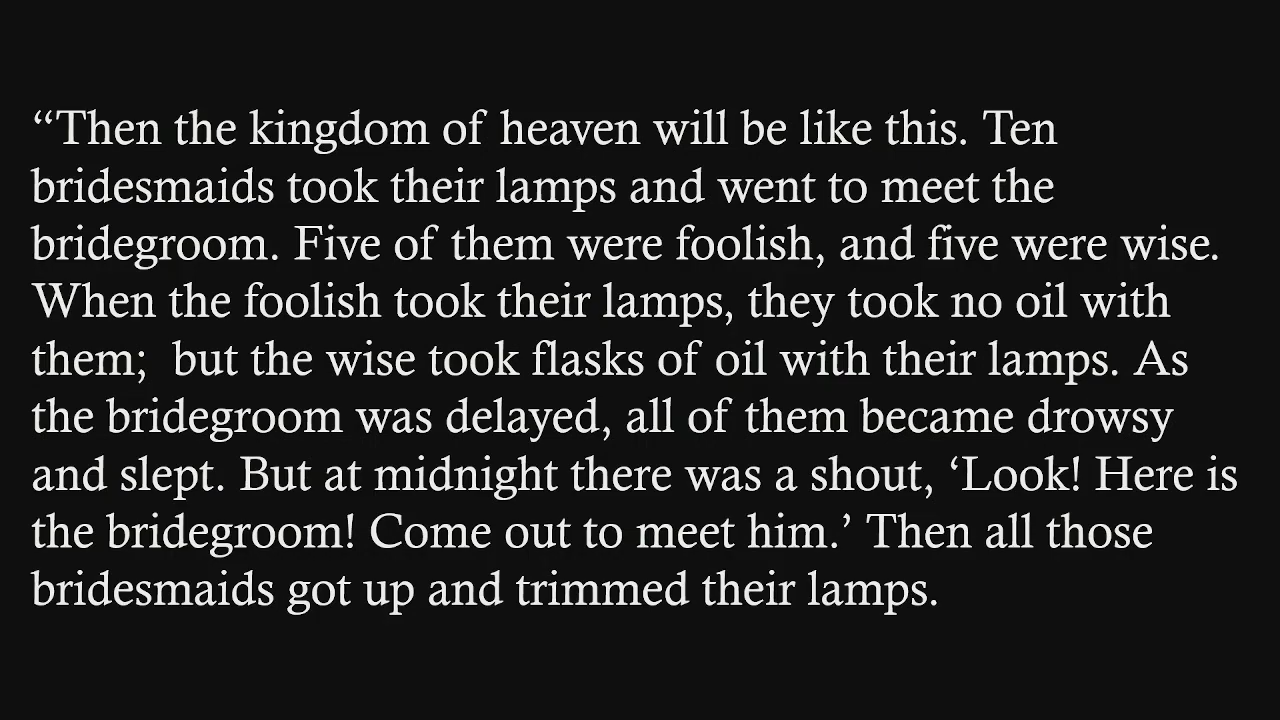 “Then the kingdom of heaven will be like this. Ten
bridesmaids took their lamps and went to meet the
bridegroom. Five of them were foolish, and five were wise.
When the foolish took their lamps, they took no oil with
them;  but the wise took flasks of oil with their lamps. As
the bridegroom was delayed, all of them became drowsy
and slept. But at midnight there was a shout, ‘Look! Here is
the bridegroom! Come out to meet him.’ Then all those
bridesmaids got up and trimmed their lamps.